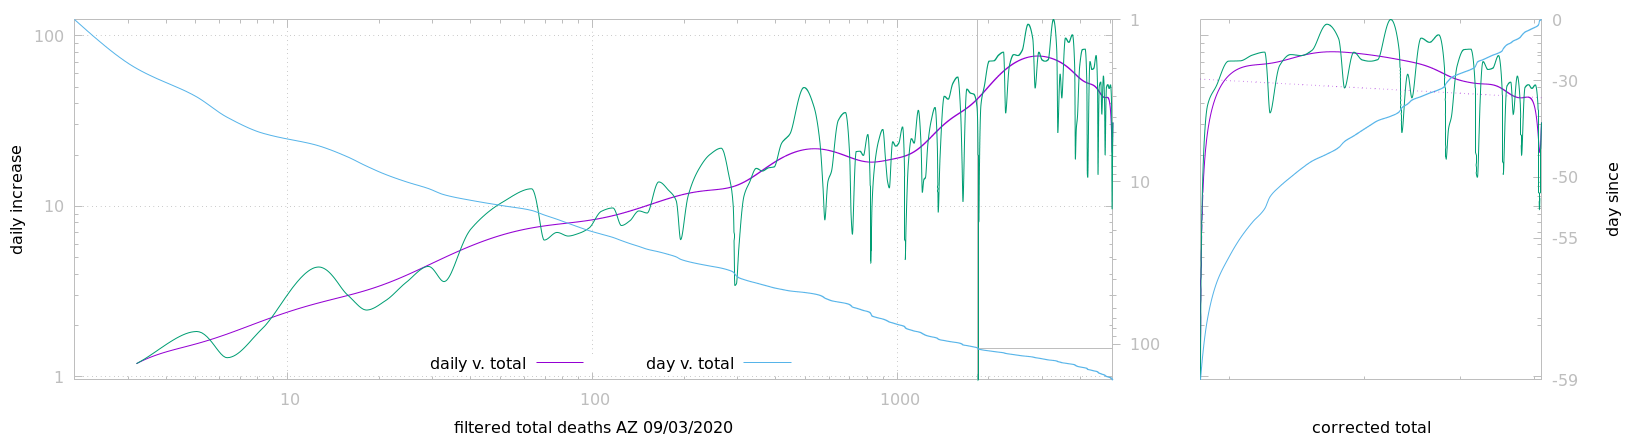 daily increase
100
10
1
10
100
1000
1
10
100
daily v. total
day v. total
filtered total deaths AZ 09/03/2020
0
-30
-50
-55
-59
day since
corrected total